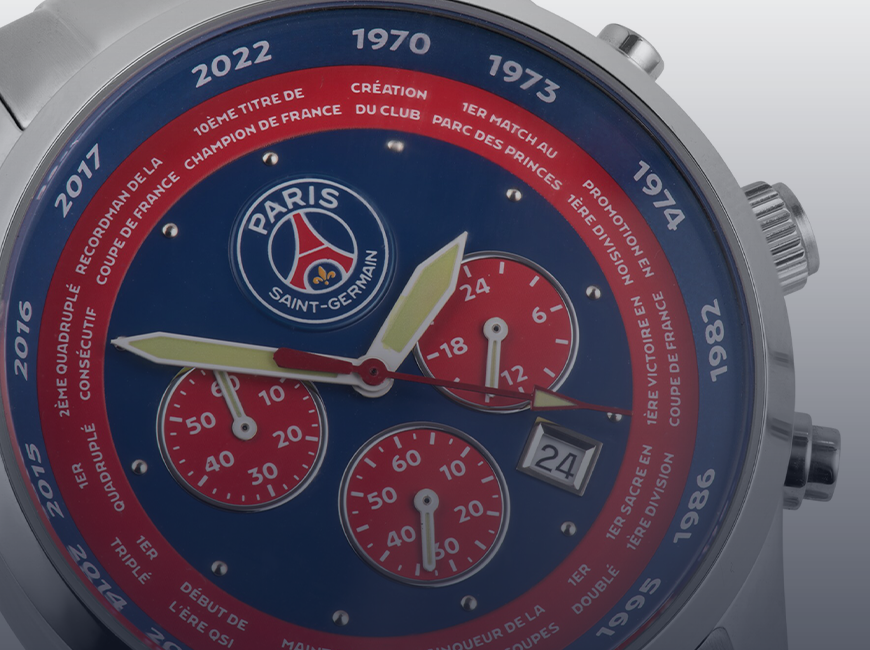 1970
CRÉATION
DU CLUB
1973
1ER MATCH AU
PARC DES PRINCES
1974
PROMOTION EN
1ÈRE DIVISION
1982
1ÈRE VICTOIRE EN
COUPE DE FRANCE
1986
1ER SACRE EN
1ÈRE DIVISION
1995
1ER
DOUBLÉ
DE LA
COUPES
DÉBUT DE
L'ÈRE QSI
2014
1ER
TRIPLÉ
2015
1ER
QUADRUPLÉ
2016
2ÈME QUADRUPLÉ
CONSÉCUTIF
2017
RECORDMAN DE LA
COUPE DE FRANCE
2022
10ÈME TITRE DE
CHAMPION DE FRANCE
PARIS
SAINT-GERMAIN
24
6
12
18
60
10
20
30
40
50
60
10
20
30
40
50
24